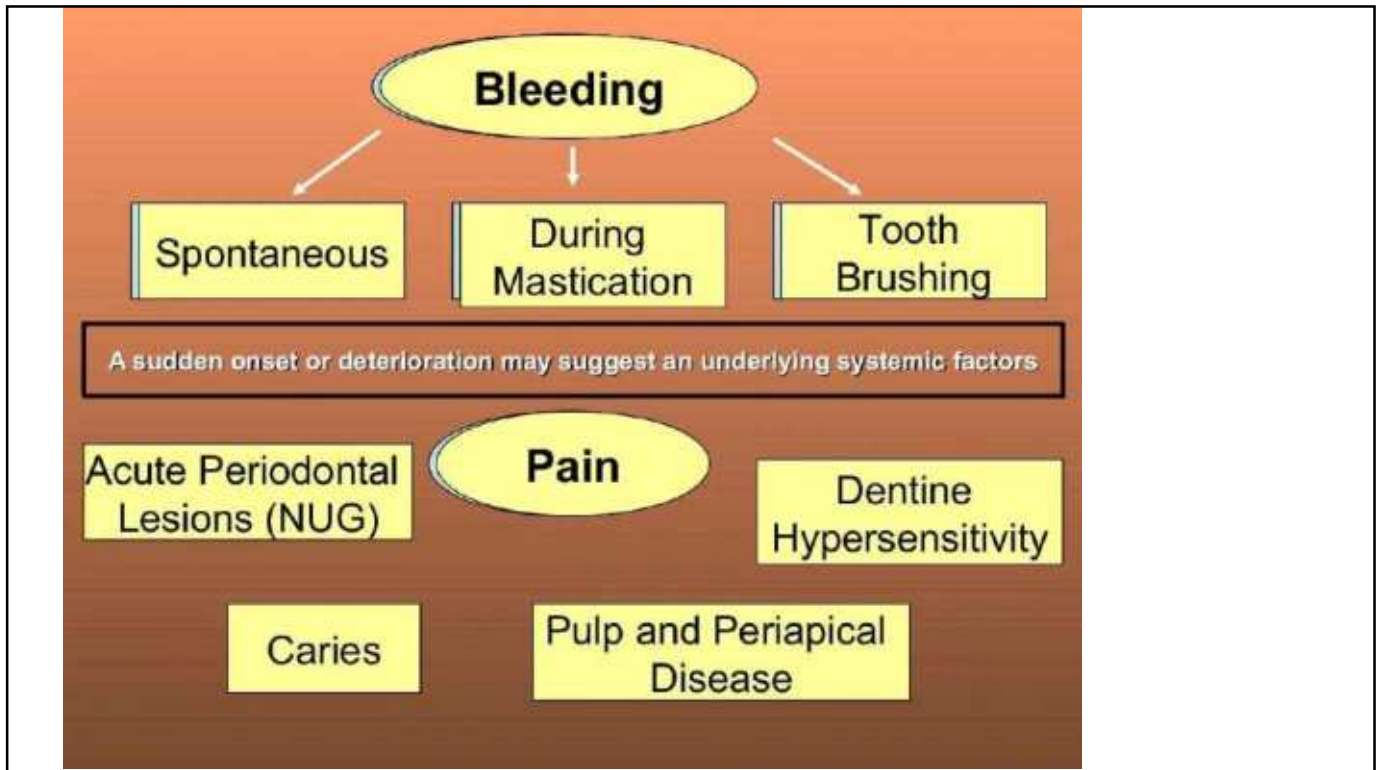 Bleeding
Spontaneous
During
Mastication
Tooth
Brushing
A sudden onset or deterioration may suggest an underlying systemic factors
Pain
Acute Periodontal
Lesions (NUG)
Dentine
Hypersensitivity
Caries
Pulp and Periapical
Disease